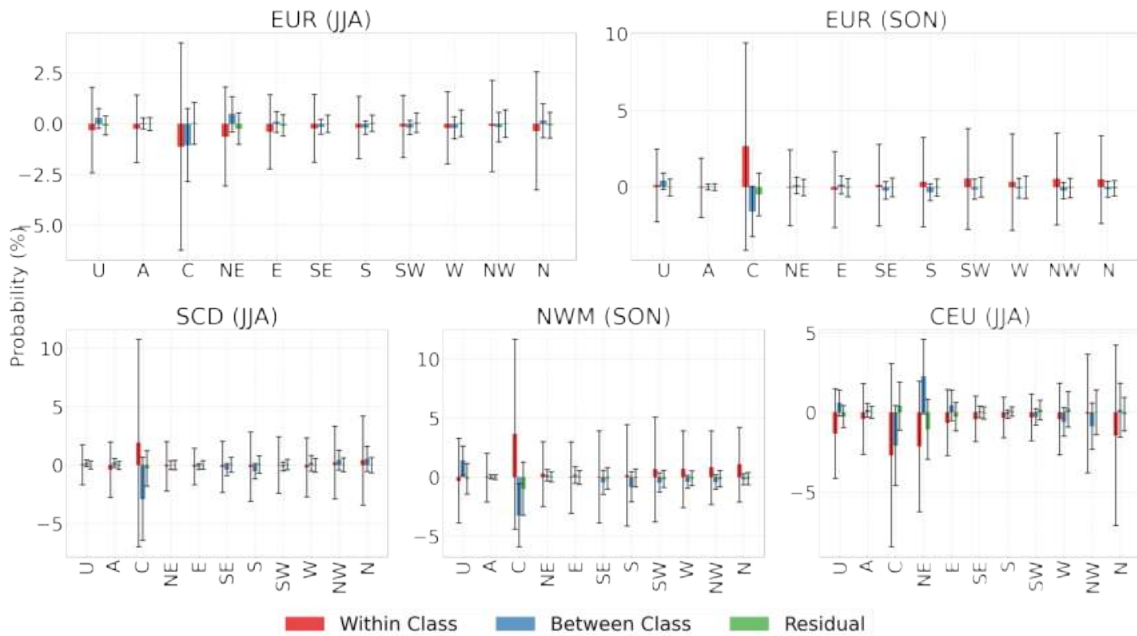 EUR (JJA)
EUR (SON)
2.5
0.0
−2.5
−5.0
10
5
0
U A C NE E SE S SW W NW N
U A C NE E SE S SW W NW N
Probability (%)
SCD (JJA)
NWM (SON)
CEU (JJA)
10
5
0
−5
10
5
0
−5
5
0
−5
U A C NE E SE S SW W NW N
U A C NE E SE S SW W NW N
U A C NE E SE S SW W NW N
Within Class Between Class Residual